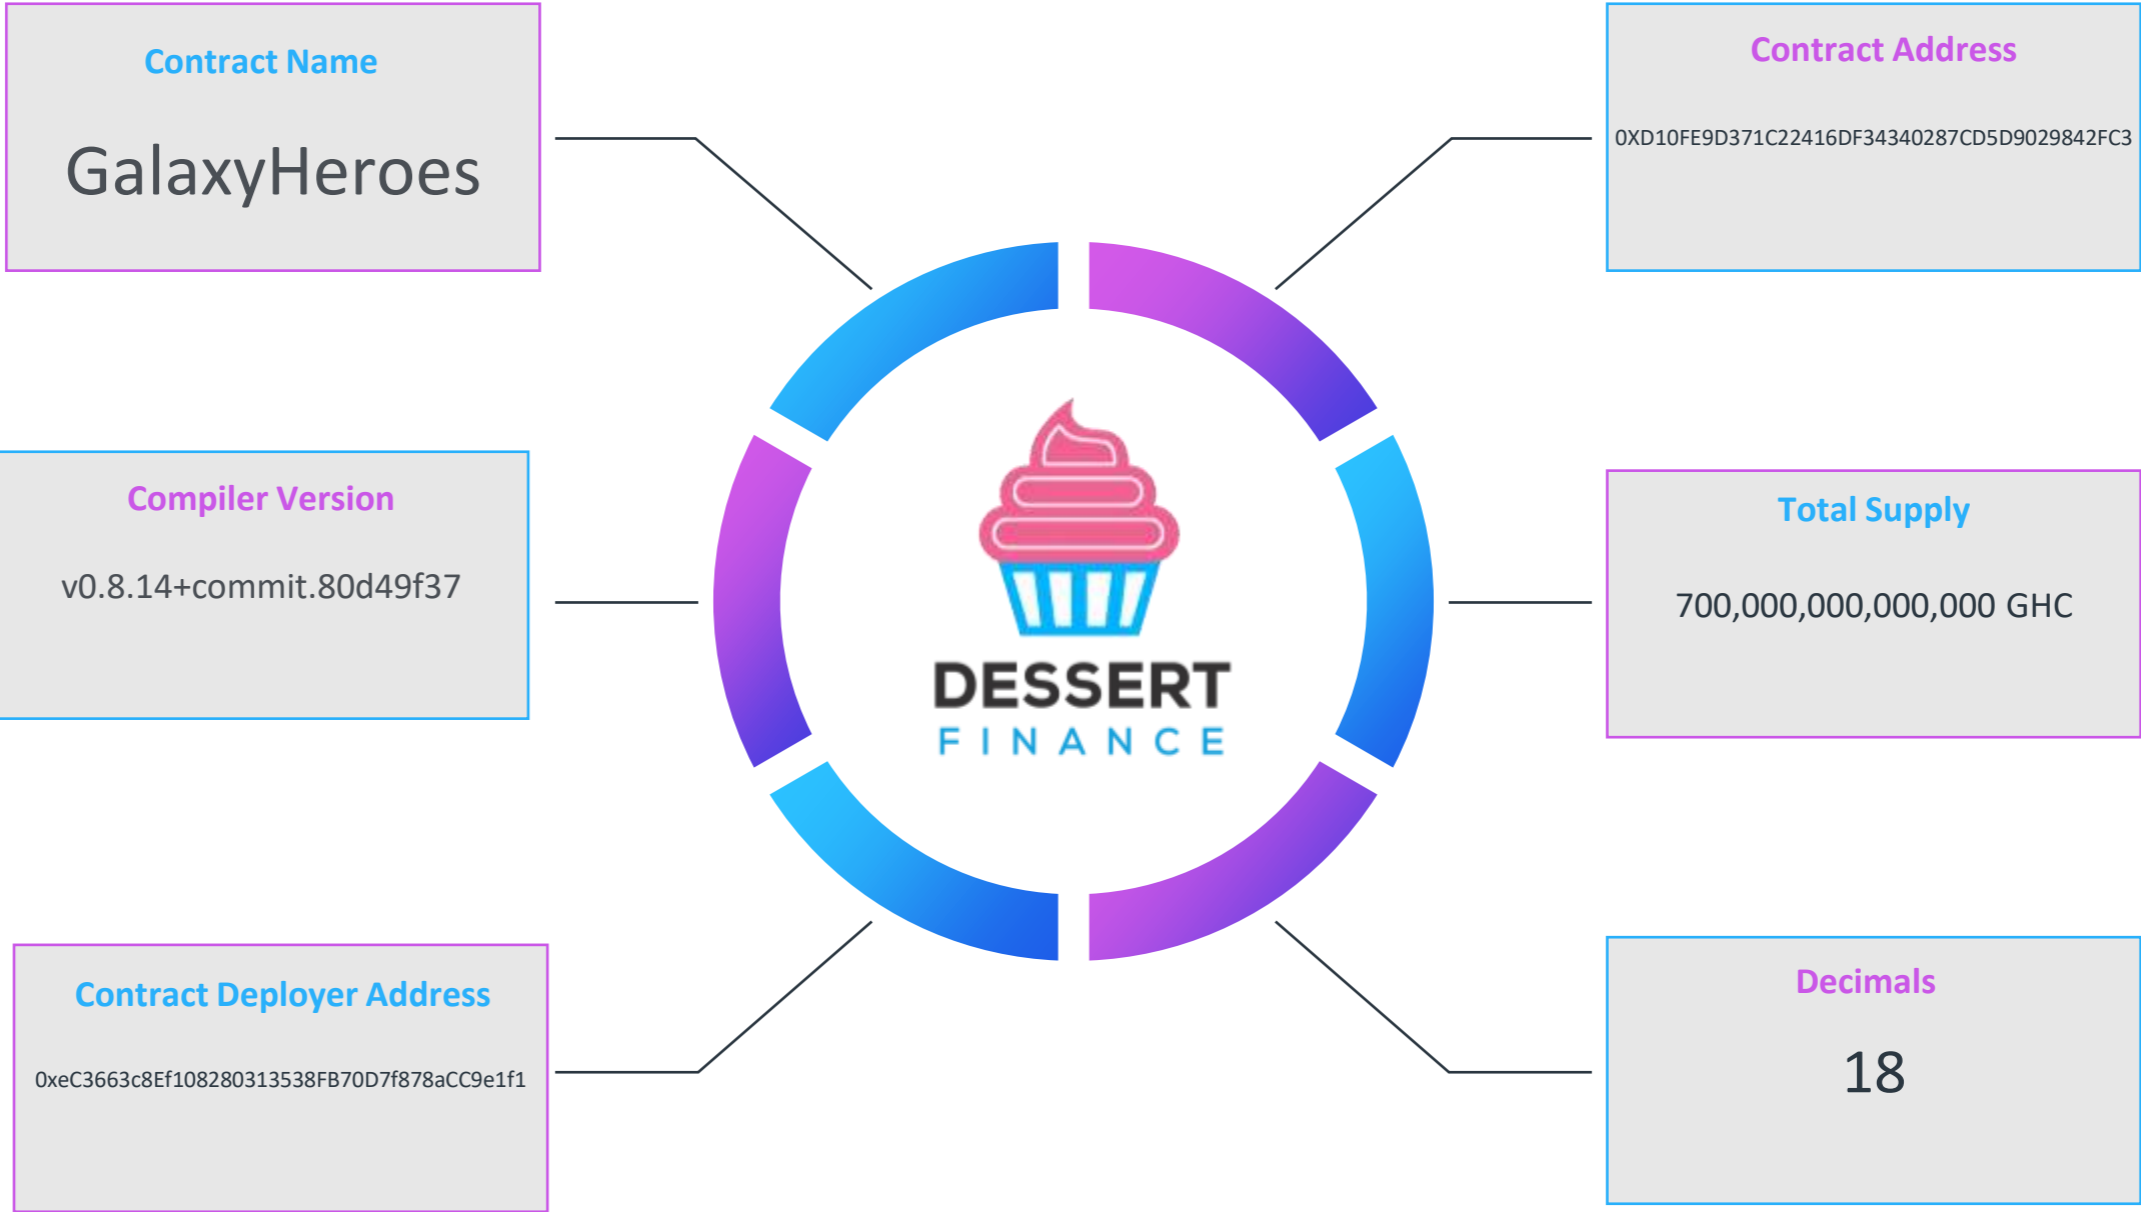 Contract Name
GalaxyHeroes
Contract Address
0XD10FE9D371C22416DF34340287CD5D9029842FC3
Compiler Version
v0.8.14+commit.80d49f37
Total Supply
700,000,000,000,000 GHC
DESSERT
FINANCE
Contract Deployer Address
0xeC3663c8Ef108280313538FB70D7f878aCC9e1f1
Decimals
18